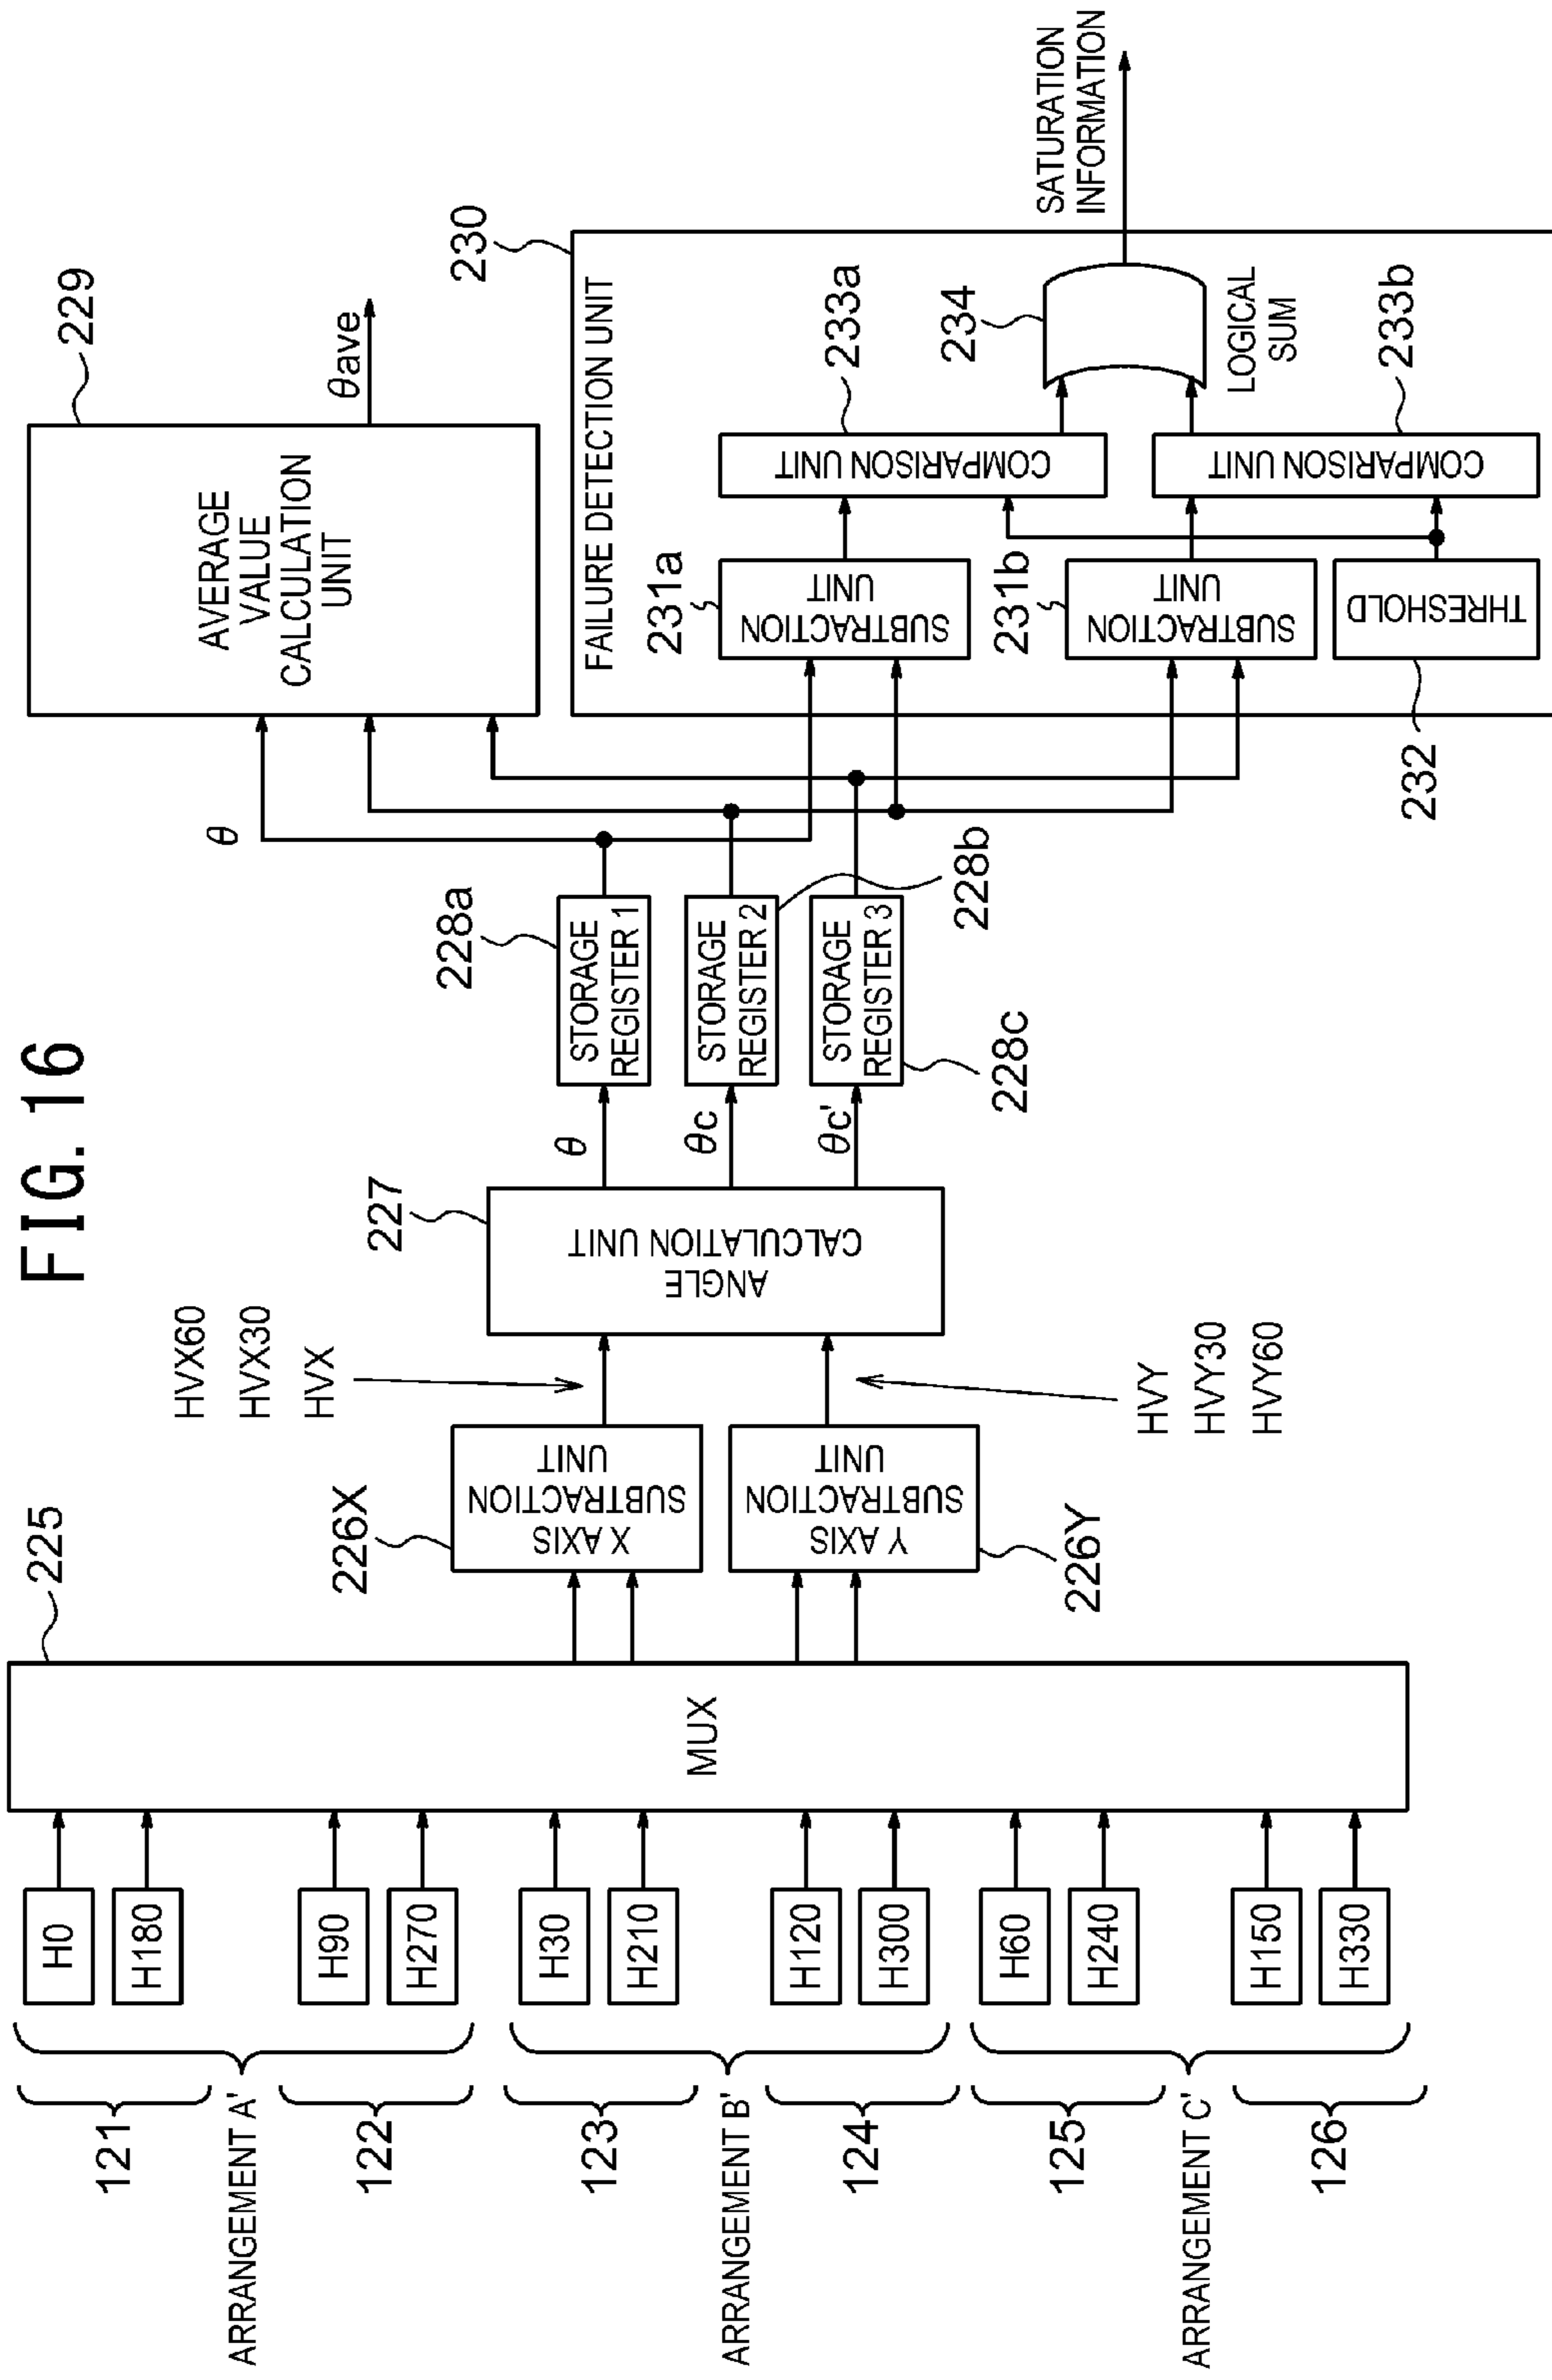 FIG. 16
121
ARRANGEMENT A'
122
123
ARRANGEMENT B'
124
125
ARRANGEMENT C'
126
H0
H180
H90
H270
H30
H210
H120
H300
H60
H240
H150
H330
225
MUX
226X
X AXIS
SUBTRACTION
UNIT
226Y
Y AXIS
SUBTRACTION
UNIT
HVX60
HVX30
HVX
HVY
HVY30
HVY60
227
ANGLE
CALCULATION UNIT
θ
θc
θc'
228a
STORAGE
REGISTER 1
STORAGE
REGISTER 2
228b
STORAGE
REGISTER 3
228c
θ
229
AVERAGE
VALUE
CALCULATION
UNIT
θave
230
FAILURE DETECTION UNIT
231a
SUBTRACTION
UNIT
231b
SUBTRACTION
UNIT
232
THRESHOLD
233a
COMPARISON UNIT
233b
COMPARISON UNIT
234
LOGICAL
SUM
SATURATION
INFORMATION